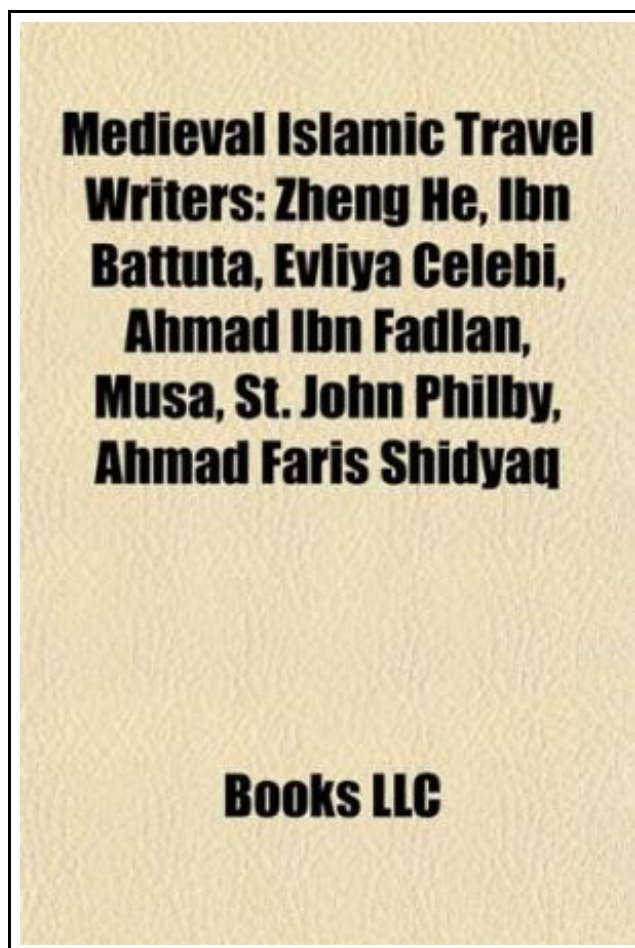 Medieval Islamic Travel
Writers: Zheng He, Ibn
Battuta, Evliya Celebi,
Ahmad Ibn Fadlan,
Musa, St. John Philby,
Ahmad Faris Shidyaq
Books LLC